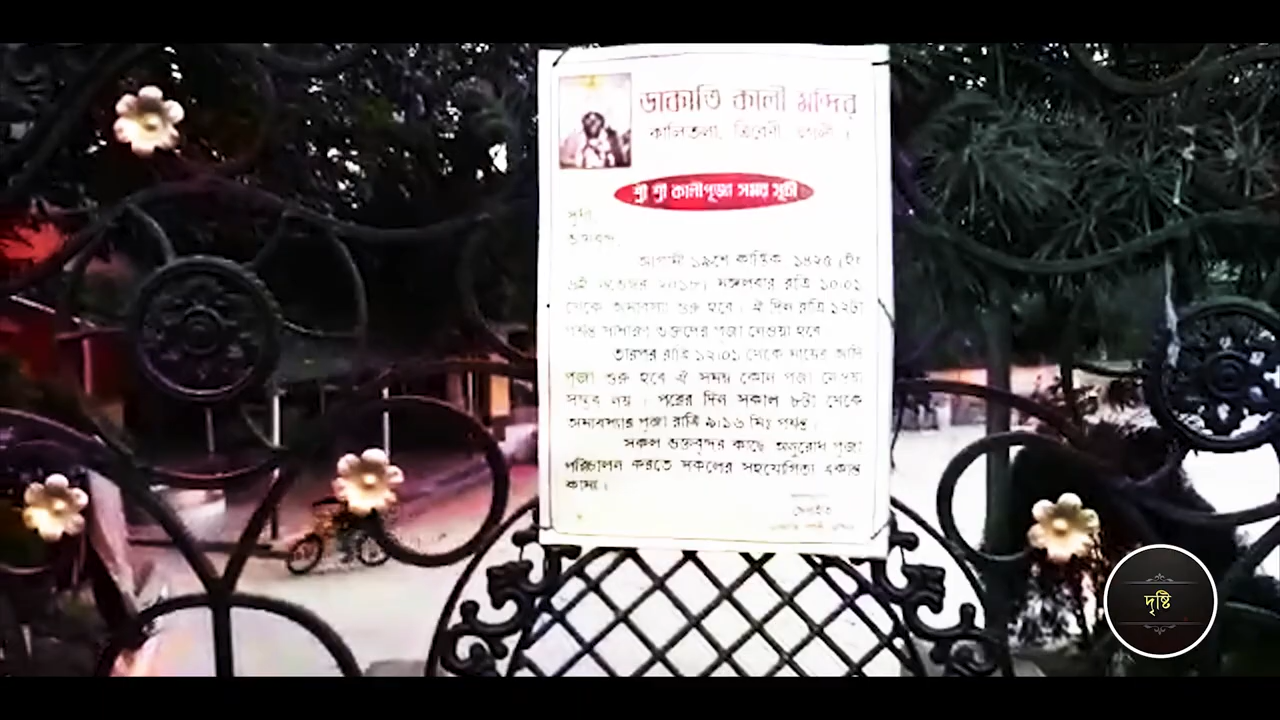 ডাকাতি কালী মন্দির
কালিতলা, ত্রিবেণী হুগলী ।
শ্রী শ্রী কালীপূজা সময় সূচী
সুধী,
আগামী ১৯শে কার্ত্তিক ১৪২৫ (ইং
৬ই নভেম্বর ২০১৮) মঙ্গলবার রাত্রি ১০:০১
থেকে অমাবস্যা শুরু হবে । ঐ দিন রাত্রি ১২টা
পর্যন্ত সাধারণ ভক্তদের পূজা নেওয়া হবে
তারপর রাত্রি ১২:০১ থেকে মায়ের আদি
পূজা শুরু হবে ঐ সময় কোন পূজা নেওয়া
সম্ভব নয় । পরের দিন সকাল ৮টা থেকে
অমাবস্যার পূজা রাত্রি ৯।১৬ মিঃ পর্যন্ত ।
সকল ভক্তবৃন্দর কাছে অনুরোধ পূজা
পরিচালন করতে সকলের সহযোগিতা একান্ত
কাম্য ।
সেবাইত
দৃষ্টি